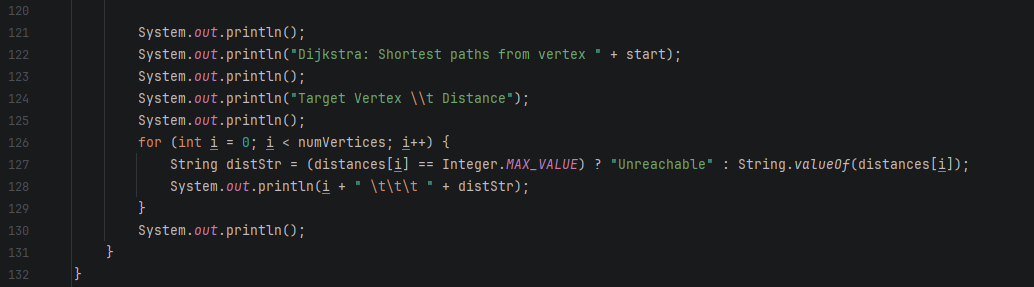 120
121 System.out.println();
122 System.out.println("Dijkstra: Shortest paths from vertex " + start);
123 System.out.println();
124 System.out.println("Target Vertex \\t Distance");
125 System.out.println();
126 for (int i = 0; i < numVertices; i++) {
127 String distStr = (distances[i] == Integer.MAX_VALUE) ? "Unreachable" : String.valueOf(distances[i]);
128 System.out.println(i + " \t\t\t " + distStr);
129 }
130 System.out.println();
131 }
132 }